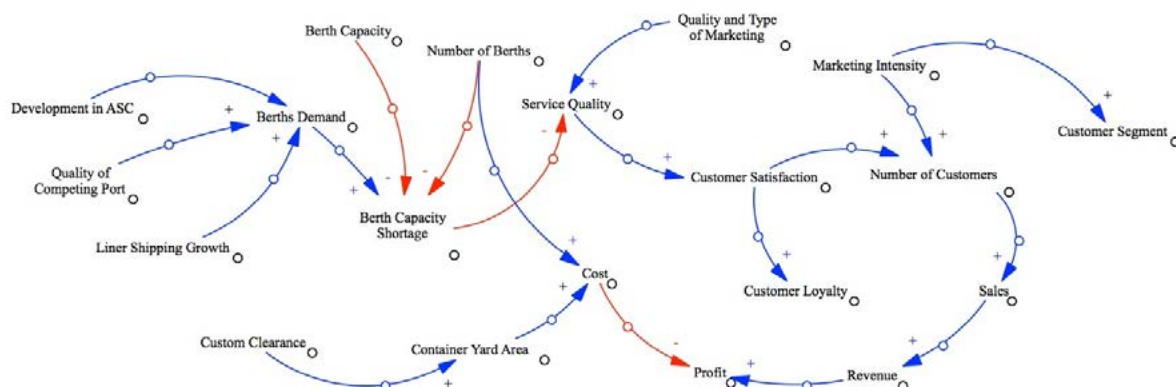 Quality and Type
of Marketing
Berth Capacity
Number of Berths
Marketing Intensity
Development in ASC
+
Berths Demand
+
+
Service Quality
-
+
+
+
Customer Segment
Quality of
Competing Port
+
-
-
+
Customer Satisfaction
Number of Customers
Berth Capacity
Shortage
Liner Shipping Growth
+
+
+
Cost
+
Customer Loyalty
Sales
Custom Clearance
Container Yard Area
+
-
Profit
+
Revenue
+